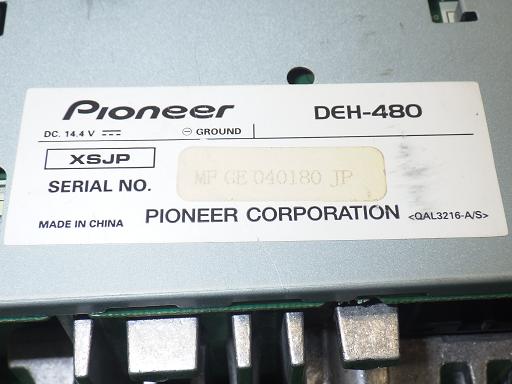 Pioneer DEH-480
DC. 14.4 V ⎓ ⊖ GROUND
XSJP
SERIAL NO. MF GE 040180 JP
MADE IN CHINA PIONEER CORPORATION <QAL3216-A/S>